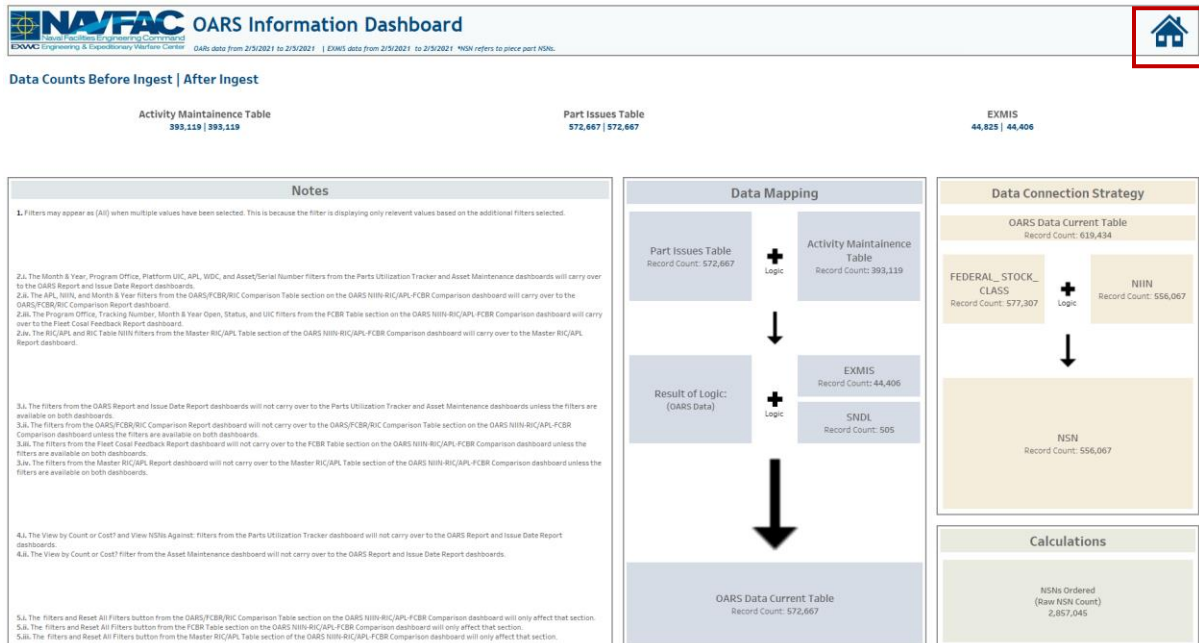 NAVFAC
Naval Facilities Engineering Command
EXWC Engineering & Expeditionary Warfare Center
OARS Information Dashboard
OARs data from 2/5/2021 to 2/5/2021 | EXMIS data from 2/5/2021 to 2/5/2021 *NSN refers to piece part NSNs.
Data Counts Before Ingest | After Ingest
Activity Maintainence Table
393,119 | 393,119
Part Issues Table
572,667 | 572,667
EXMIS
44,825 | 44,406
Notes
1. Filters may appear as (All) when multiple values have been selected. This is because the filter is displaying only relevent values based on the additional filters selected.
2.i. The Month & Year, Program Office, Platform UIC, APL, WDC, and Asset/Serial Number filters from the Parts Utilization Tracker and Asset Maintenance dashboards will carry over
to the OARS Report and Issue Date Report dashboards.
2.ii. The APL, NIIN, and Month & Year filters from the OARS/FCBR/RIC Comparison Table section on the OARS NIIN-RIC/APL-FCBR Comparison dashboard will carry over to the
OARS/FCBR/RIC Comparison Report dashboard.
2.iii. The Program Office, Tracking Number, Month & Year Open, Status, and UIC filters from the FCBR Table section on the OARS NIIN-RIC/APL-FCBR Comparison dashboard will carry
over to the Fleet Cosal Feedback Report dashboard.
2.iv. The RIC/APL and RIC Table NIIN filters from the Master RIC/APL Table section of the OARS NIIN-RIC/APL-FCBR Comparison dashboard will carry over to the Master RIC/APL
Report dashboard.
3.i. The filters from the OARS Report and Issue Date Report dashboards will not carry over to the Parts Utilization Tracker and Asset Maintenance dashboards unless the filters are
available on both dashboards.
3.ii. The filters from the OARS/FCBR/RIC Comparison Report dashboard will not carry over to the OARS/FCBR/RIC Comparison Table section on the OARS NIIN-RIC/APL-FCBR
Comparison dashboard unless the filters are available on both dashboards.
3.iii. The filters from the Fleet Cosal Feedback Report dashboard will not carry over to the FCBR Table section on the OARS NIIN-RIC/APL-FCBR Comparison dashboard unless the
filters are available on both dashboards.
3.iv. The filters from the Master RIC/APL Report dashboard will not carry over to the Master RIC/APL Table section of the OARS NIIN-RIC/APL-FCBR Comparison dashboard unless the
filters are available on both dashboards.
4.i. The View by Count or Cost? and View NSNs Against: filters from the Parts Utilization Tracker dashboard will not carry over to the OARS Report and Issue Date Report
dashboards.
4.ii. The View by Count or Cost? filter from the Asset Maintenance dashboard will not carry over to the OARS Report and Issue Date Report dashboards.
5.i. The filters and Reset All Filters button from the OARS/FCBR/RIC Comparison Table section on the OARS NIIN-RIC/APL-FCBR Comparison dashboard will only affect that section.
5.ii. The filters and Reset All Filters button from the FCBR Table section on the OARS NIIN-RIC/APL-FCBR Comparison dashboard will only affect that section.
5.iii. The filters and Reset All Filters button from the Master RIC/APL Table section of the OARS NIIN-RIC/APL-FCBR Comparison dashboard will only affect that section.
Data Mapping
Part Issues Table
Record Count: 572,667
Logic
Activity Maintainence
Table
Record Count: 393,119
Result of Logic:
(OARS Data)
Logic
EXMIS
Record Count: 44,406
SNDL
Record Count: 505
OARS Data Current Table
Record Count: 572,667
Data Connection Strategy
OARS Data Current Table
Record Count: 619,434
FEDERAL_STOCK_
CLASS
Record Count: 577,307
Logic
NIIN
Record Count: 556,067
NSN
Record Count: 556,067
Calculations
NSNs Ordered
(Raw NSN Count)
2,857,045